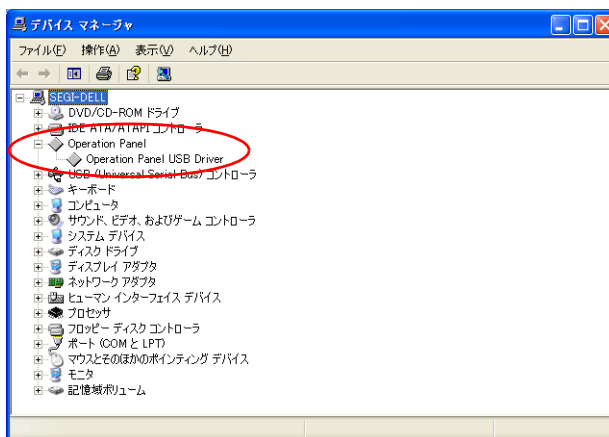 デバイス マネージャ
ファイル(F) 操作(A) 表示(V) ヘルプ(H)
SEGI-DELL
DVD/CD-ROM ドライブ
IDE ATA/ATAPI コントローラ
Operation Panel
Operation Panel USB Driver
USB (Universal Serial Bus) コントローラ
キーボード
コンピュータ
サウンド、ビデオ、およびゲーム コントローラ
システム デバイス
ディスク ドライブ
ディスプレイ アダプタ
ネットワーク アダプタ
ヒューマン インターフェイス デバイス
プロセッサ
フロッピー ディスク コントローラ
ポート (COM と LPT)
マウスとそのほかのポインティング デバイス
モニタ
記憶域ボリューム